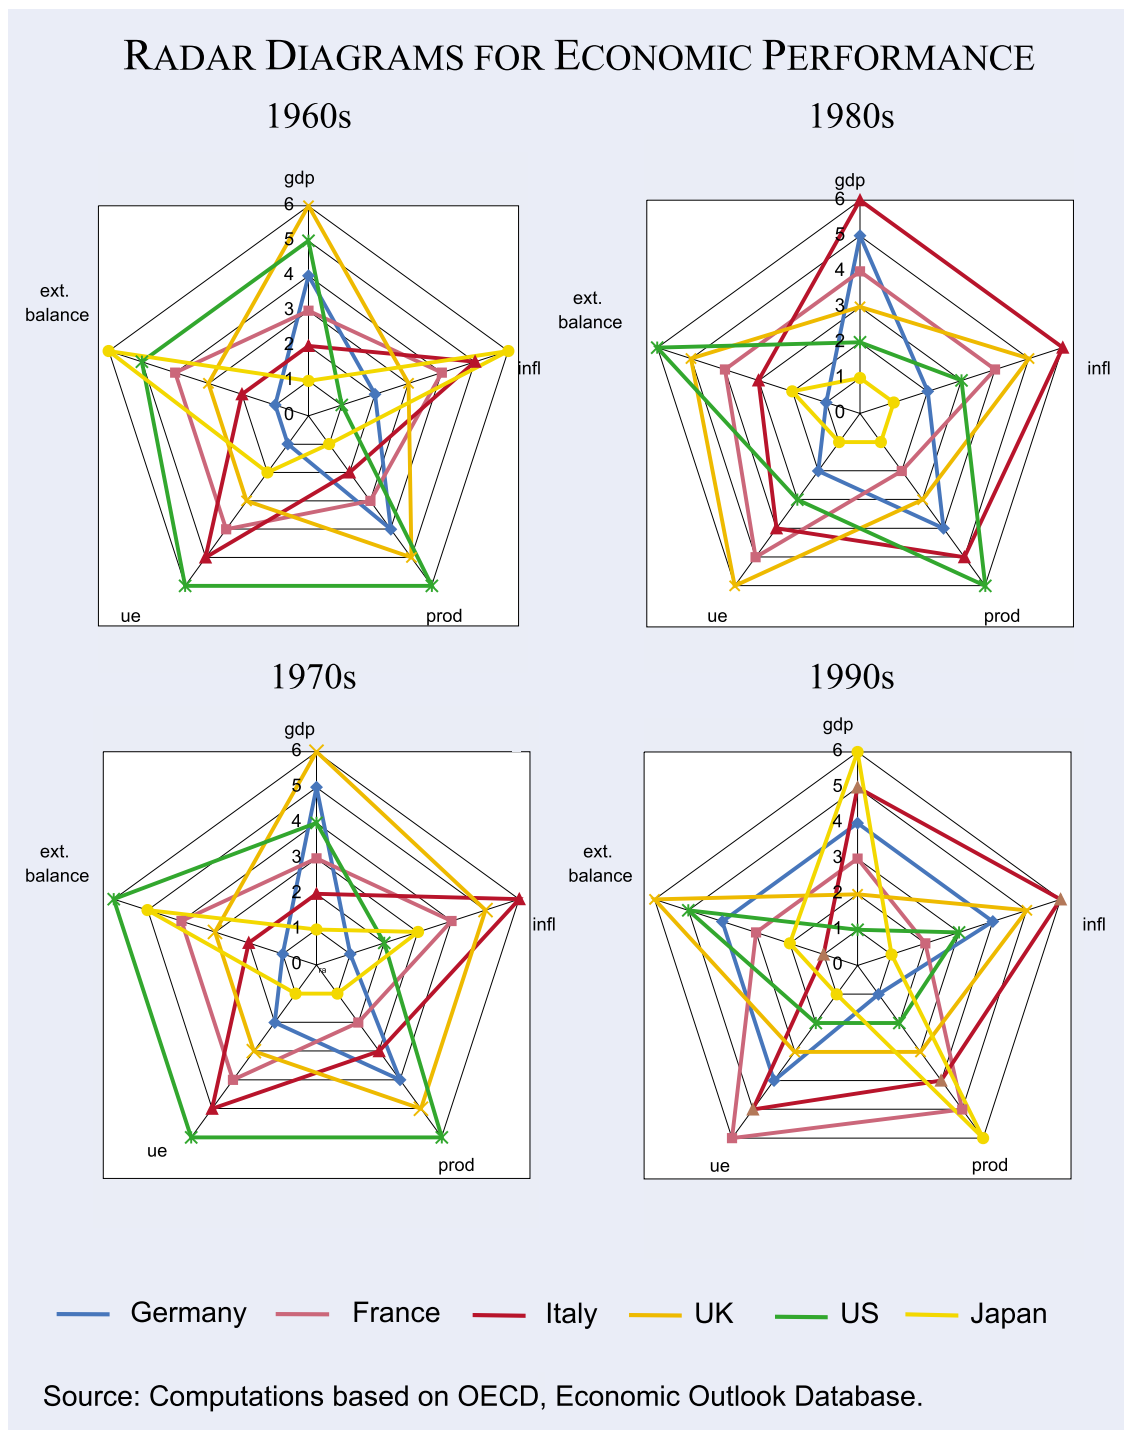 RADAR DIAGRAMS FOR ECONOMIC PERFORMANCE
1960s
gdp
6
5
4
3
2
1
0
ext.
balance
infl
ue
prod
1980s
gdp
6
5
4
3
2
1
0
ext.
balance
infl
ue
prod
1970s
gdp
6
5
4
3
2
1
0
ra
ext.
balance
infl
ue
prod
1990s
gdp
6
5
4
3
2
1
0
ext.
balance
infl
ue
prod
Germany France Italy UK US Japan
Source: Computations based on OECD, Economic Outlook Database.